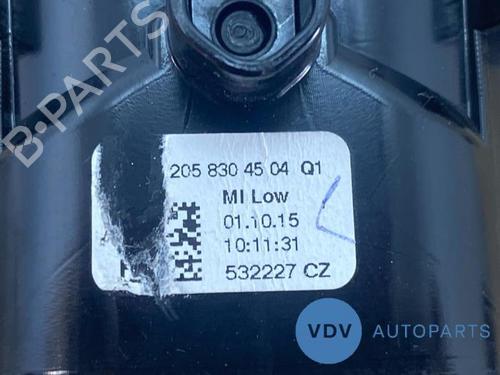 B-PARTS
205 830 45 04 Q1
MI Low
01.10.15
10:11:31
532227 CZ
VDV AUTOPARTS